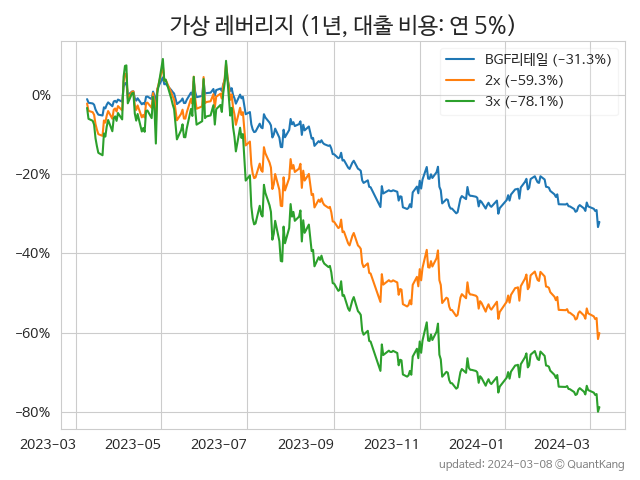 가상 레버리지 (1년, 대출 비용: 연 5%)
BGF리테일 (−31.3%)
2x (−59.3%)
3x (−78.1%)
0%
−20%
−40%
−60%
−80%
2023-03 2023-05 2023-07 2023-09 2023-11 2024-01 2024-03
updated: 2024-03-08 © QuantKang